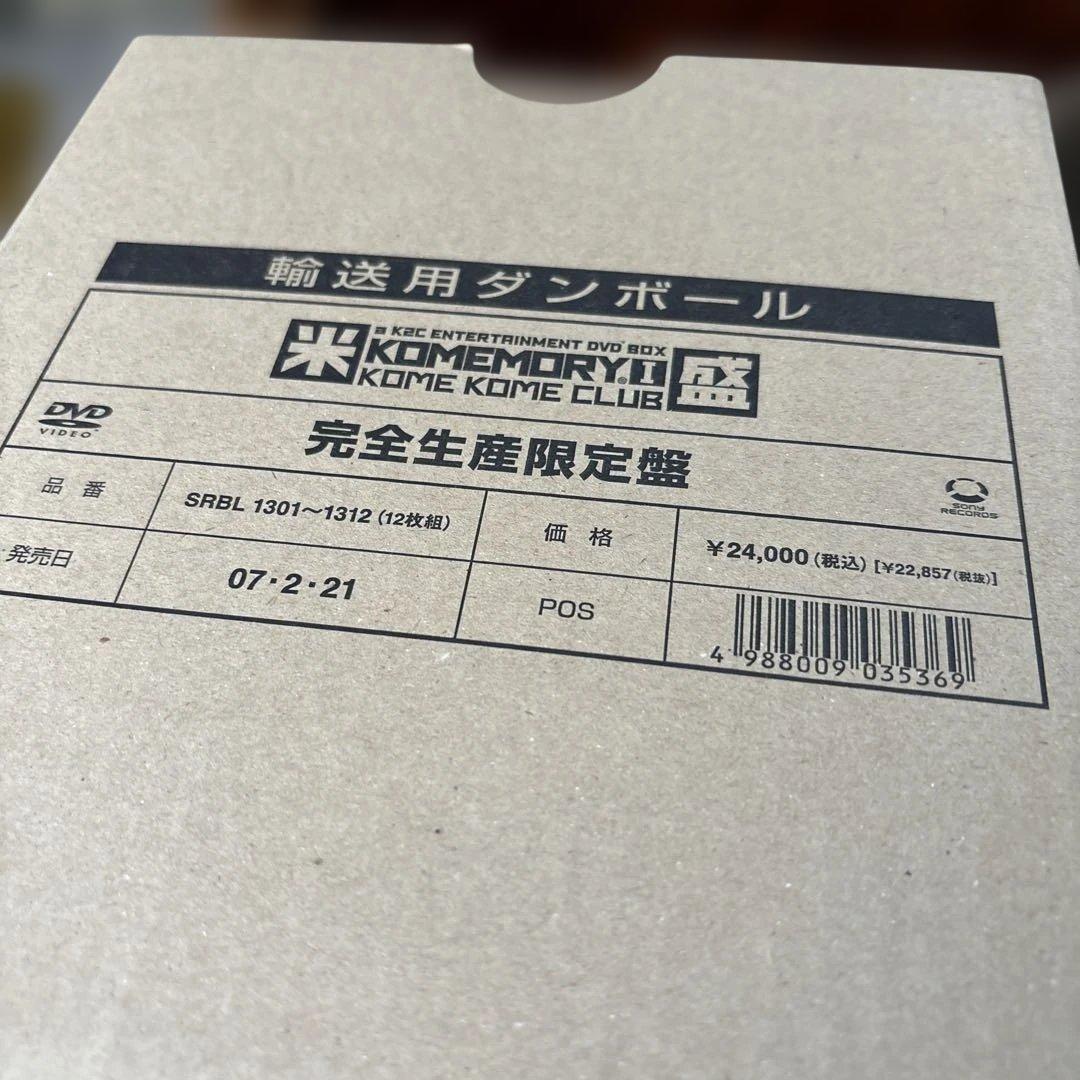 輸送用ダンボール
米
a K2C ENTERTAINMENT DVD BOX
KOMEMORY® I
KOME KOME CLUB
盛
DVD
VIDEO
完全生産限定盤
SONY
RECORDS
品番
SRBL 1301〜1312（12枚組）
価格
￥24,000（税込）[￥22,857（税抜）]
発売日
07・2・21
POS
4 988009 035369